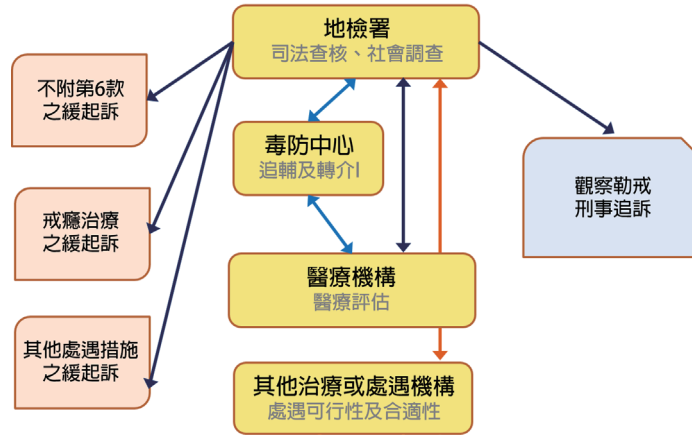 地檢署
司法查核、社會調查
不附第6款
之緩起訴
毒防中心
追輔及轉介I
觀察勒戒
刑事追訴
戒癮治療
之緩起訴
醫療機構
醫療評估
其他處遇措施
之緩起訴
其他治療或處遇機構
處遇可行性及合適性